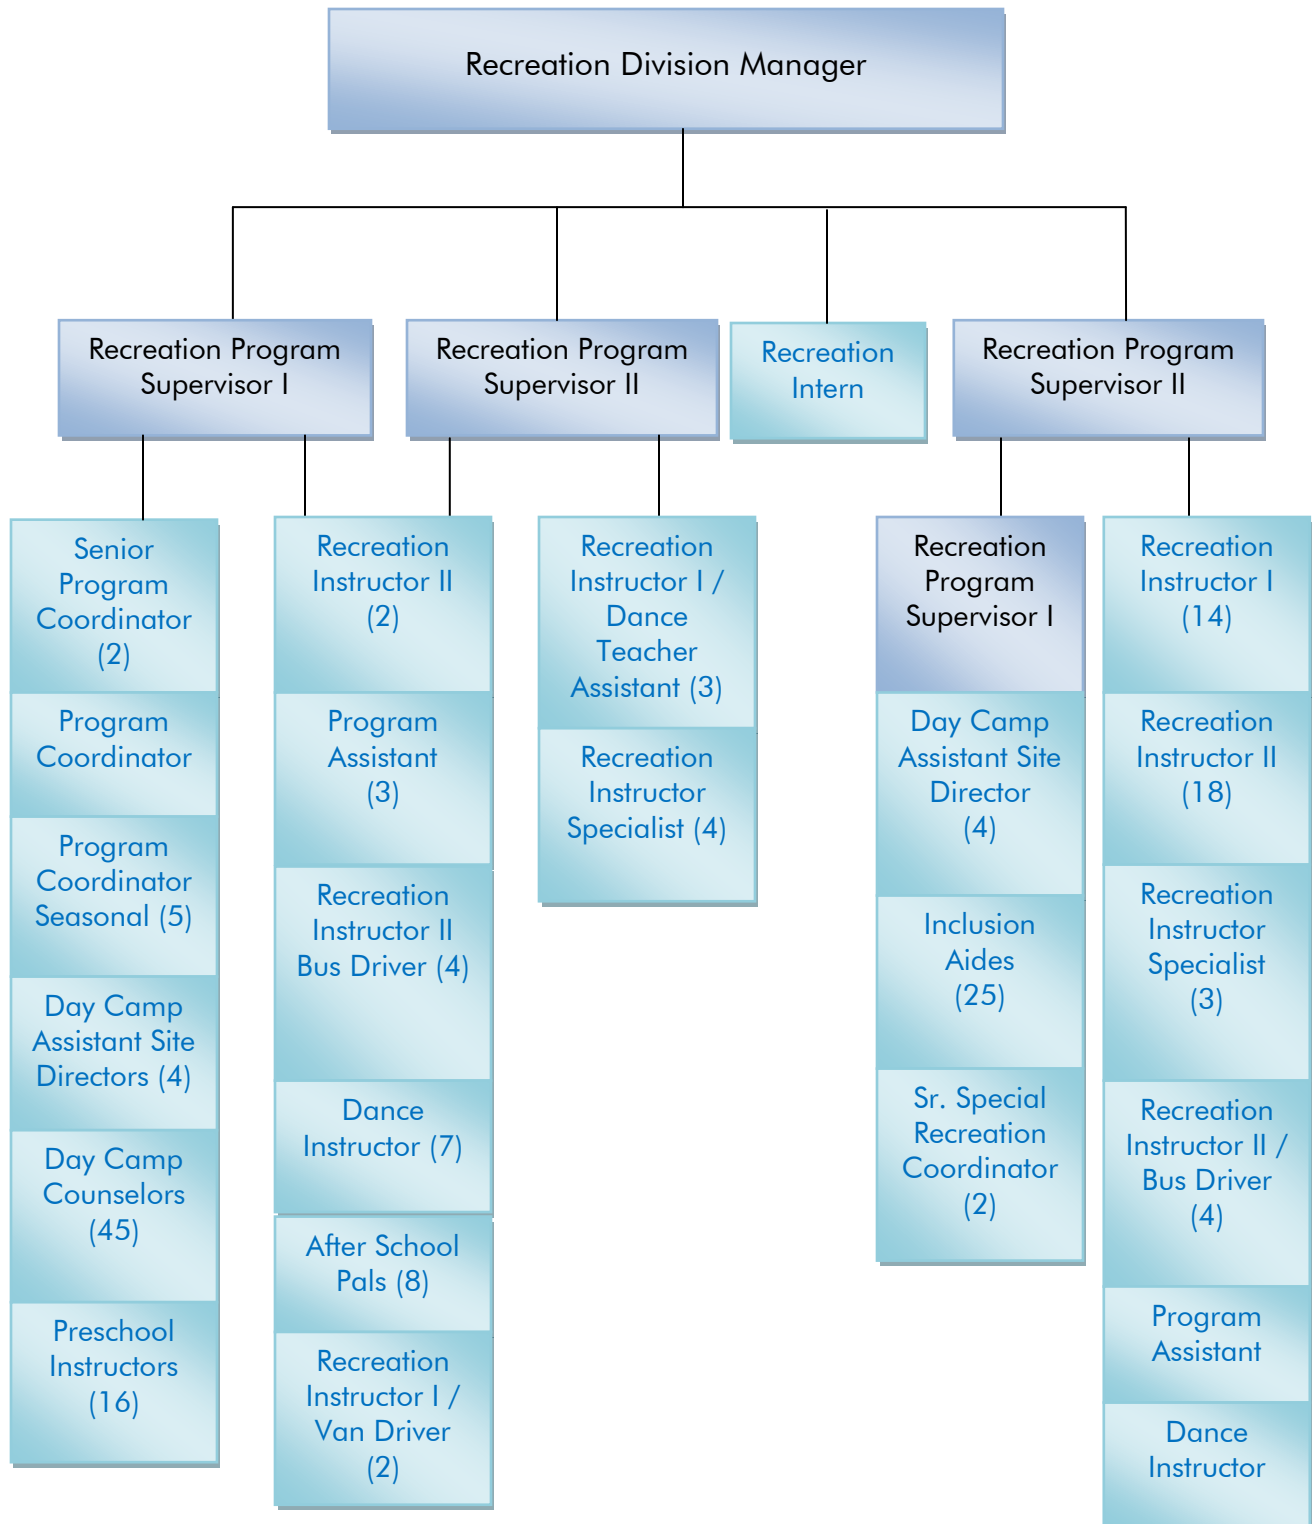 Recreation Division Manager
Recreation Program
Supervisor I
Recreation Program
Supervisor II
Recreation
Intern
Recreation Program
Supervisor II
Senior
Program
Coordinator
(2)
Program
Coordinator
Program
Coordinator
Seasonal (5)
Day Camp
Assistant Site
Directors (4)
Day Camp
Counselors
(45)
Preschool
Instructors
(16)
Recreation
Instructor II
(2)
Program
Assistant
(3)
Recreation
Instructor II
Bus Driver (4)
Dance
Instructor (7)
After School
Pals (8)
Recreation
Instructor I /
Van Driver
(2)
Recreation
Instructor I /
Dance
Teacher
Assistant (3)
Recreation
Instructor
Specialist (4)
Recreation
Program
Supervisor I
Day Camp
Assistant Site
Director
(4)
Inclusion
Aides
(25)
Sr. Special
Recreation
Coordinator
(2)
Recreation
Instructor I
(14)
Recreation
Instructor II
(18)
Recreation
Instructor
Specialist
(3)
Recreation
Instructor II /
Bus Driver
(4)
Program
Assistant
Dance
Instructor